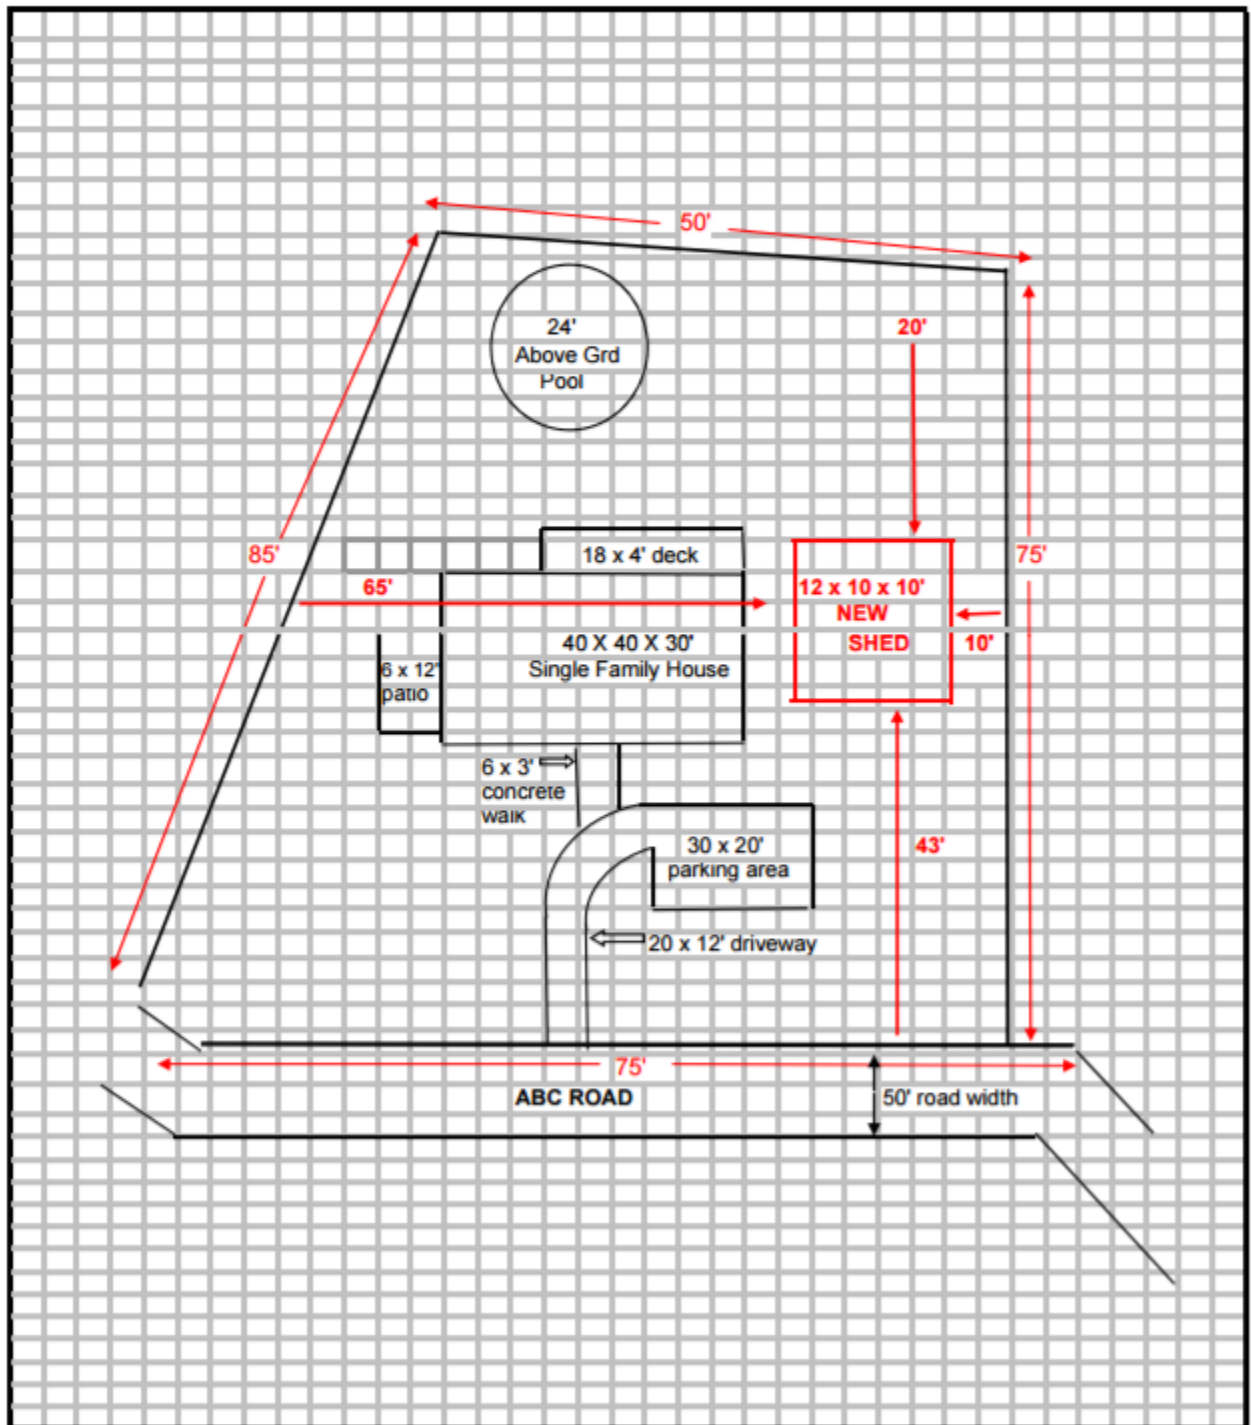 50'
24'
Above Grd
Pool
20'
85'
18 x 4' deck
75'
65'
12 x 10 x 10'
NEW
SHED
10'
40 X 40 X 30'
Single Family House
6 x 12'
patio
6 x 3'
concrete
walk
30 x 20'
parking area
43'
20 x 12' driveway
75'
ABC ROAD
50' road width